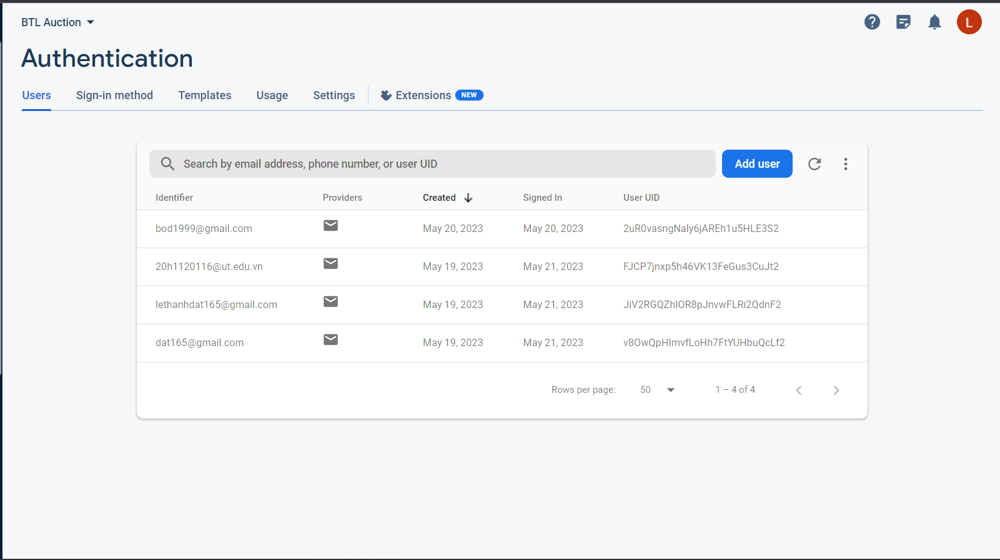 BTL Auction
L
Authentication
Users Sign-in method Templates Usage Settings Extensions NEW
Search by email address, phone number, or user UID Add user
Identifier Providers Created Signed In User UID
bod1999@gmail.com May 20, 2023 May 20, 2023 2uR0vasngNaly6jAREh1u5HLE3S2
20h1120116@ut.edu.vn May 19, 2023 May 21, 2023 FJCP7jnxp5h46VK13FeGus3CuJt2
lethanhdat165@gmail.com May 19, 2023 May 21, 2023 JiV2RGQZhIOR8pJnvwFLRi2QdnF2
dat165@gmail.com May 19, 2023 May 21, 2023 v8OwQpHImvfLoHh7FtYUHbuQcLf2
Rows per page: 50 1 – 4 of 4